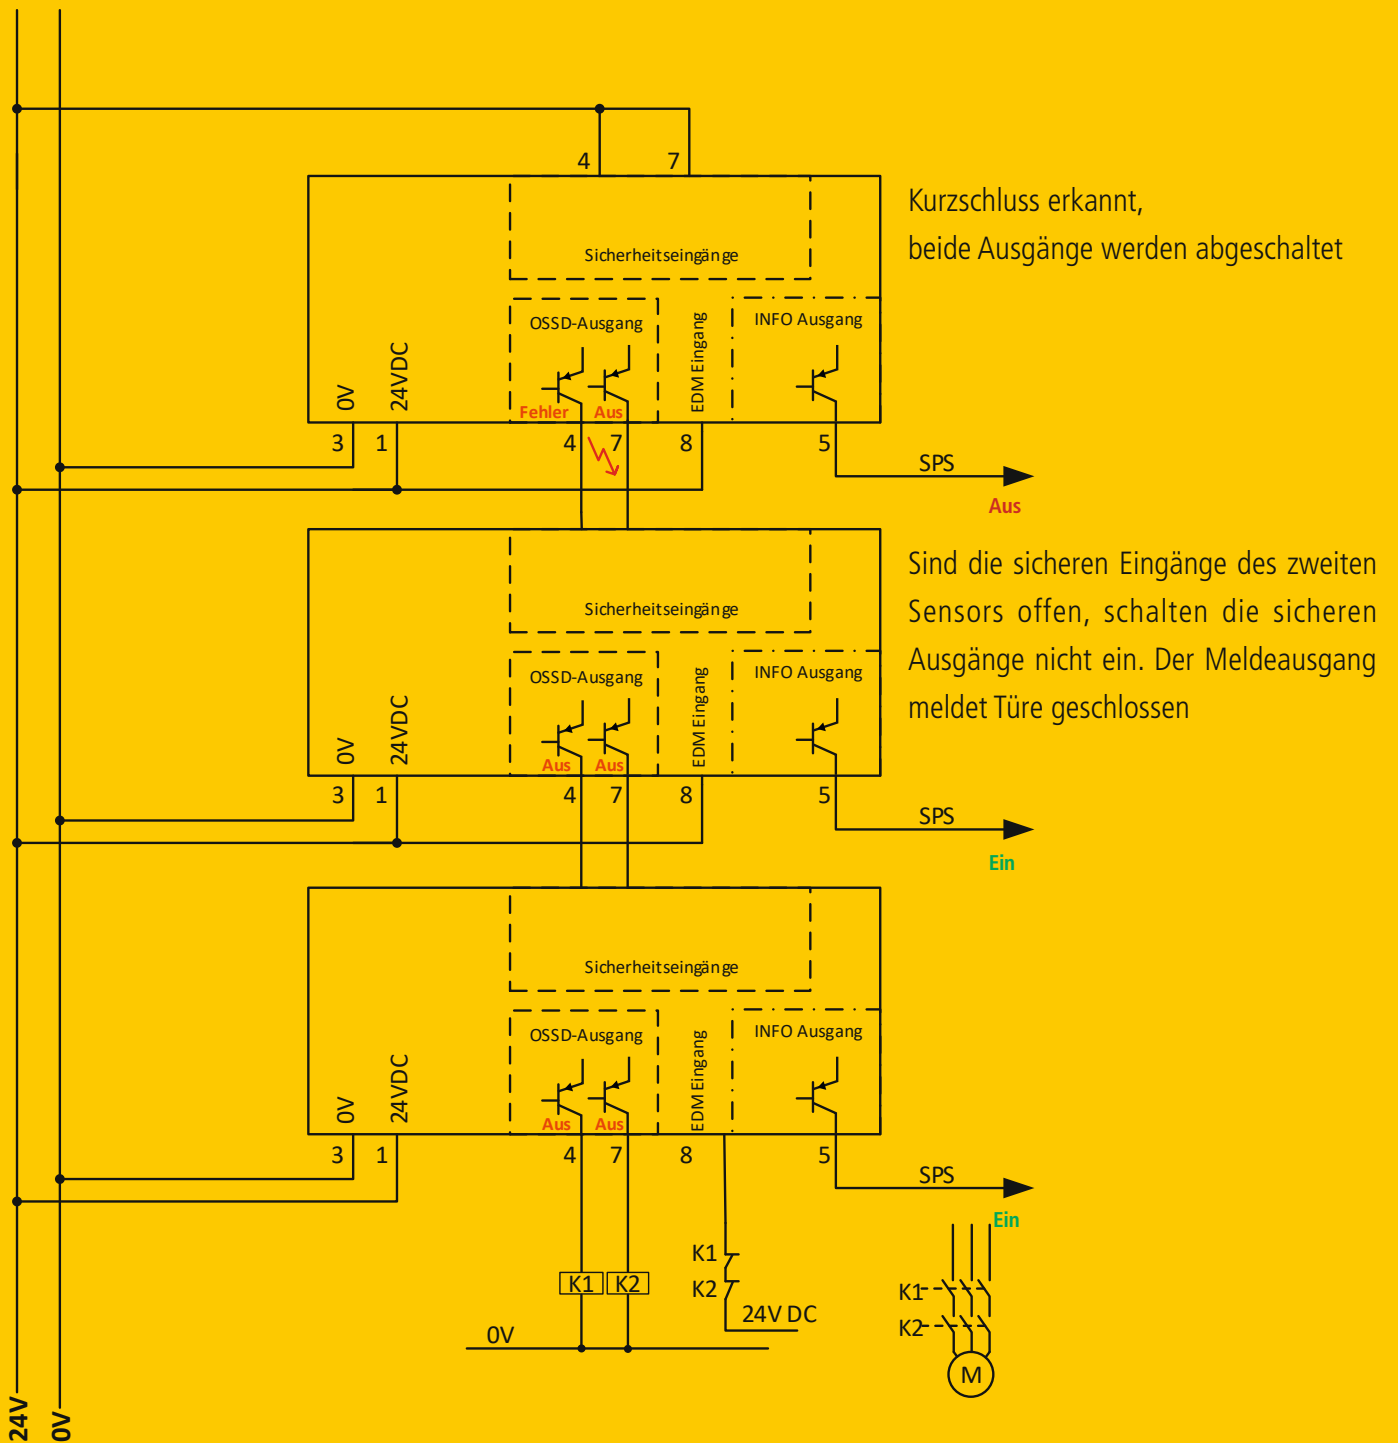 4 7
Kurzschluss erkannt,
beide Ausgänge werden abgeschaltet
Sicherheitseingänge
OSSD-Ausgang
EDM Eingang
INFO Ausgang
0V
24VDC
Fehler Aus
3 1 4 7 8 5
SPS
Aus
Sind die sicheren Eingänge des zweiten
Sensors offen, schalten die sicheren
Ausgänge nicht ein. Der Meldeausgang
meldet Türe geschlossen
Sicherheitseingänge
OSSD-Ausgang
EDM Eingang
INFO Ausgang
0V
24VDC
Aus Aus
3 1 4 7 8 5
SPS
Ein
Sicherheitseingänge
OSSD-Ausgang
EDM Eingang
INFO Ausgang
0V
24VDC
Aus Aus
3 1 4 7 8 5
SPS
Ein
K1
K1 K2
K2
K1
24V DC
K2
0V
M
24V
0V